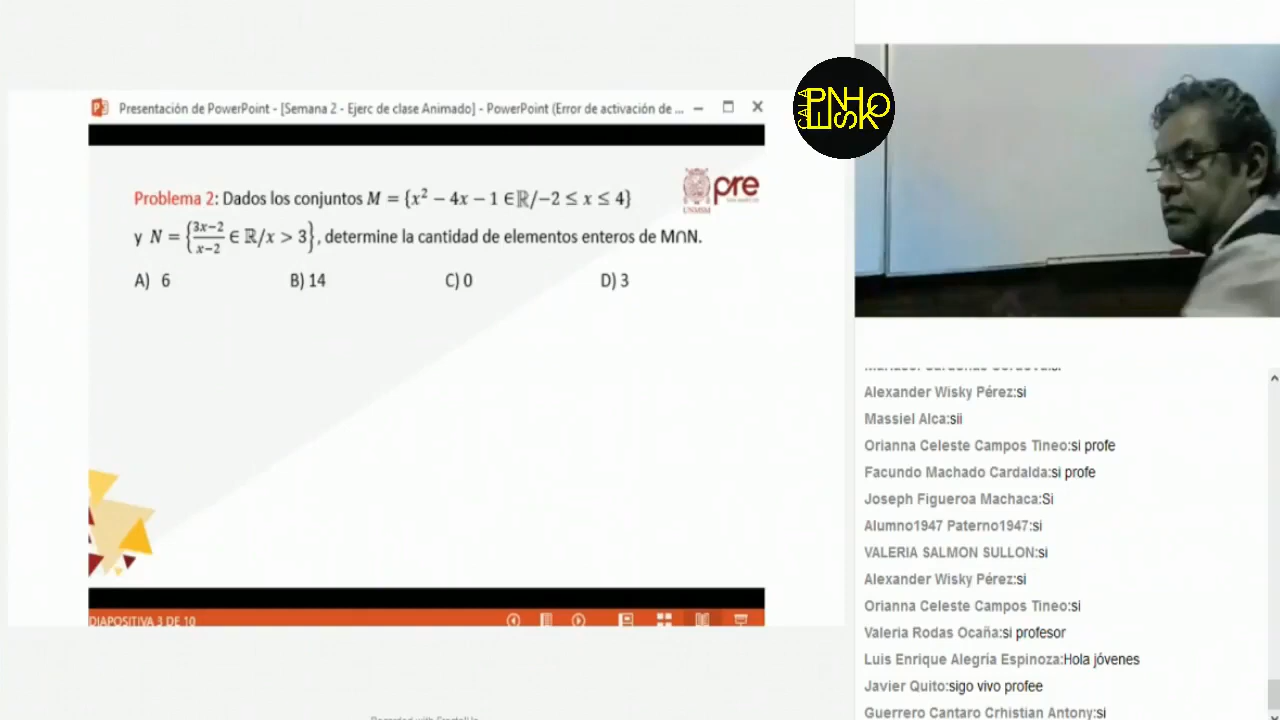 Presentación de PowerPoint - [Semana 2 - Ejerc de clase Animado] - PowerPoint (Error de activación de ...
Problema 2: Dados los conjuntos M = {x² − 4x − 1 ∈ℝ/−2 ≤ x ≤ 4}
y N = {3x−2/x−2 ∈ ℝ/x > 3}, determine la cantidad de elementos enteros de M∩N.
A) 6 B) 14 C) 0 D) 3
pre
UNMSM
DIAPOSITIVA 3 DE 10
Alexander Wisky Pérez:si
Massiel Alca:sii
Orianna Celeste Campos Tineo:si profe
Facundo Machado Cardalda:si profe
Joseph Figueroa Machaca:Si
Alumno1947 Paterno1947:si
VALERIA SALMON SULLON:si
Alexander Wisky Pérez:si
Orianna Celeste Campos Tineo:si
Valeria Rodas Ocaña:si profesor
Luis Enrique Alegría Espinoza:Hola jóvenes
Javier Quito:sigo vivo profee
Guerrero Cantaro Crhistian Antony:si